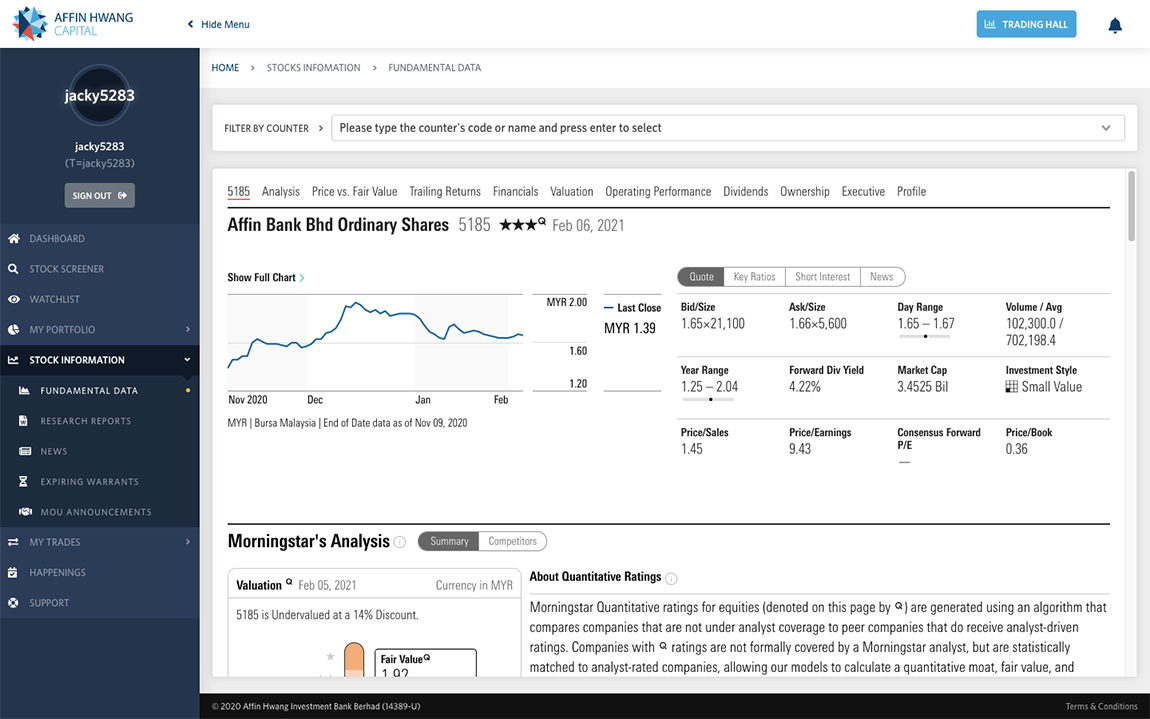 AFFIN HWANG
CAPITAL
Hide Menu
TRADING HALL
jacky5283
jacky5283
(T=jacky5283)
SIGN OUT
DASHBOARD
STOCK SCREENER
WATCHLIST
MY PORTFOLIO
STOCK INFORMATION
FUNDAMENTAL DATA
RESEARCH REPORTS
NEWS
EXPIRING WARRANTS
MOU ANNOUNCEMENTS
MY TRADES
HAPPENINGS
SUPPORT
HOME > STOCKS INFOMATION > FUNDAMENTAL DATA
FILTER BY COUNTER > Please type the counter's code or name and press enter to select
5185 Analysis Price vs. Fair Value Trailing Returns Financials Valuation Operating Performance Dividends Ownership Executive Profile
Affin Bank Bhd Ordinary Shares 5185 ★★★Q Feb 06, 2021
Show Full Chart >
MYR 2.00
1.60
1.20
Nov 2020 Dec Jan Feb
Last Close
MYR 1.39
MYR | Bursa Malaysia | End of Date data as of Nov 09, 2020
Quote Key Ratios Short Interest News
Bid/Size Ask/Size Day Range Volume / Avg
1.65×21,100 1.66×5,600 1.65 – 1.67 102,300.0 /
702,198.4
Year Range Forward Div Yield Market Cap Investment Style
1.25 – 2.04 4.22% 3.4525 Bil Small Value
Price/Sales Price/Earnings Consensus Forward Price/Book
P/E
1.45 9.43 — 0.36
Morningstar's Analysis Summary Competitors
Valuation Q Feb 05, 2021 Currency in MYR
5185 is Undervalued at a 14% Discount.
Fair ValueQ
1.92
About Quantitative Ratings
Morningstar Quantitative ratings for equities (denoted on this page by Q) are generated using an algorithm that
compares companies that are not under analyst coverage to peer companies that do receive analyst-driven
ratings. Companies with Q ratings are not formally covered by a Morningstar analyst, but are statistically
matched to analyst-rated companies, allowing our models to calculate a quantitative moat, fair value, and
© 2020 Affin Hwang Investment Bank Berhad (14389-U)
Terms & Conditions